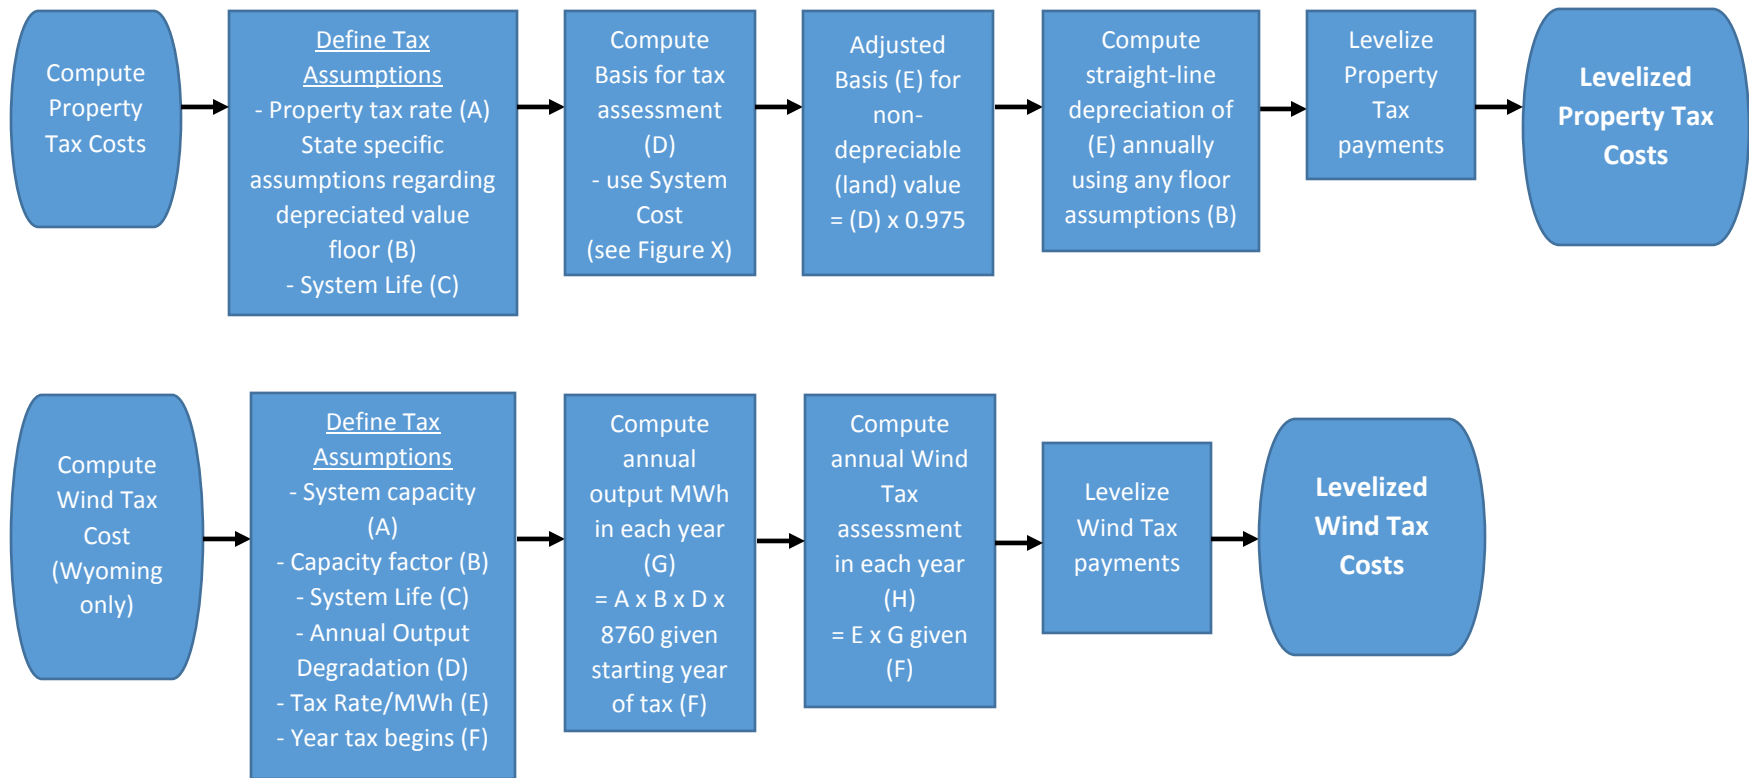 Compute
Property
Tax Costs
Define Tax
Assumptions
- Property tax rate (A)
State specific
assumptions regarding
depreciated value
floor (B)
- System Life (C)
Compute
Basis for tax
assessment
(D)
- use System
Cost
(see Figure X)
Adjusted
Basis (E) for
non-
depreciable
(land) value
= (D) x 0.975
Compute
straight-line
depreciation of
(E) annually
using any floor
assumptions (B)
Levelize
Property
Tax
payments
Levelized
Property Tax
Costs
Compute
Wind Tax
Cost
(Wyoming
only)
Define Tax
Assumptions
- System capacity
(A)
- Capacity factor (B)
- System Life (C)
- Annual Output
Degradation (D)
- Tax Rate/MWh (E)
- Year tax begins (F)
Compute
annual
output MWh
in each year
(G)
= A x B x D x
8760 given
starting year
of tax (F)
Compute
annual Wind
Tax
assessment
in each year
(H)
= E x G given
(F)
Levelize
Wind Tax
payments
Levelized
Wind Tax
Costs